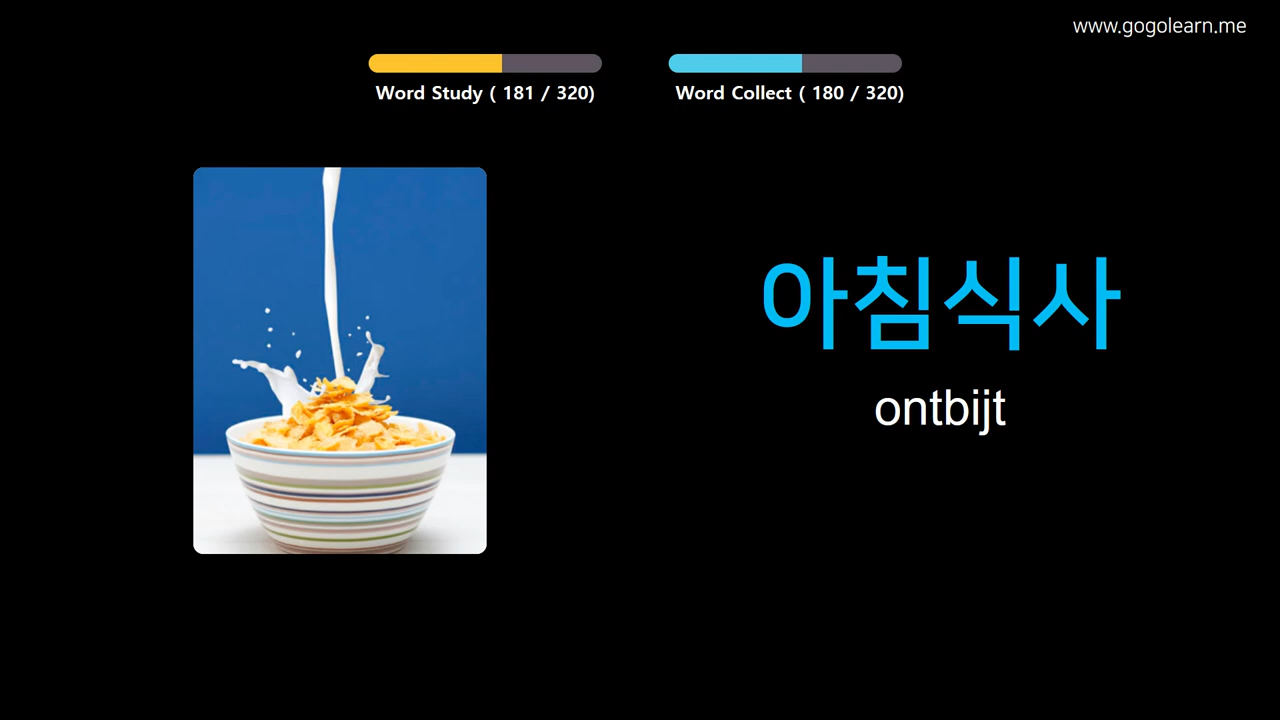 www.gogolearn.me
Word Study ( 181 / 320)
Word Collect ( 180 / 320)
아침식사
ontbijt